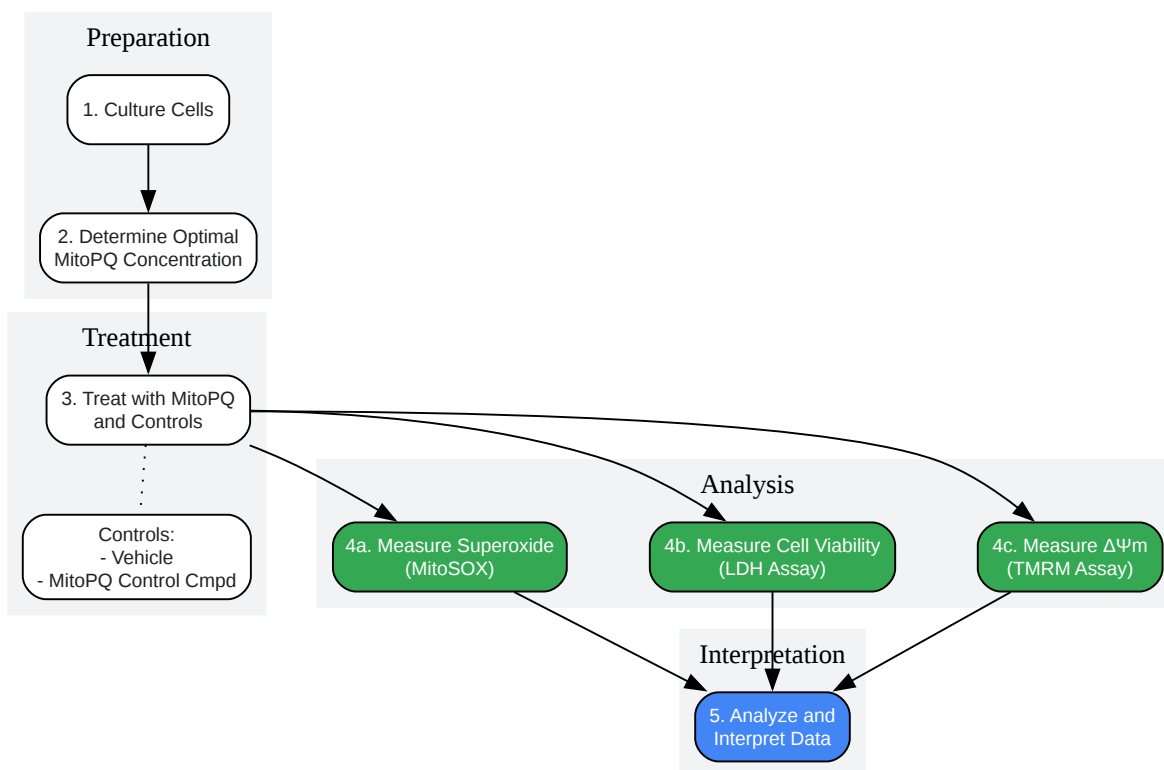 Preparation
1. Culture Cells
2. Determine Optimal
MitoPQ Concentration
Treatment
3. Treat with MitoPQ
and Controls
Controls:
- Vehicle
- MitoPQ Control Cmpd
Analysis
4a. Measure Superoxide
(MitoSOX)
4b. Measure Cell Viability
(LDH Assay)
4c. Measure ΔΨm
(TMRM Assay)
Interpretation
5. Analyze and
Interpret Data